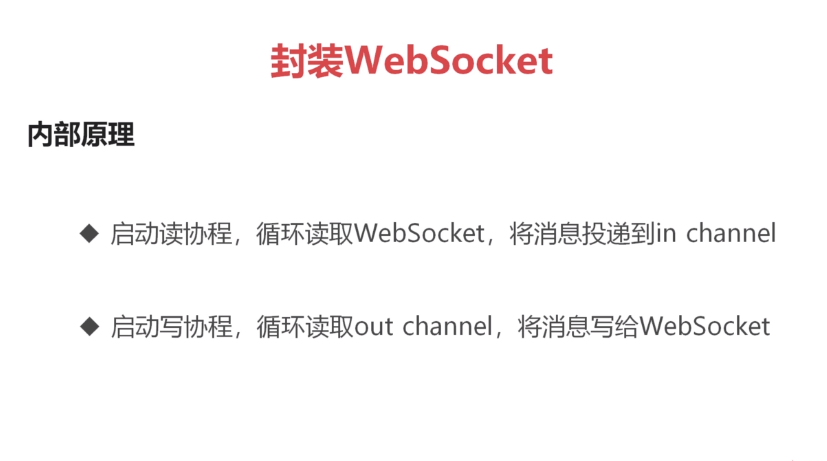 封装WebSocket
内部原理
◆ 启动读协程，循环读取WebSocket，将消息投递到in channel
◆ 启动写协程，循环读取out channel，将消息写给WebSocket